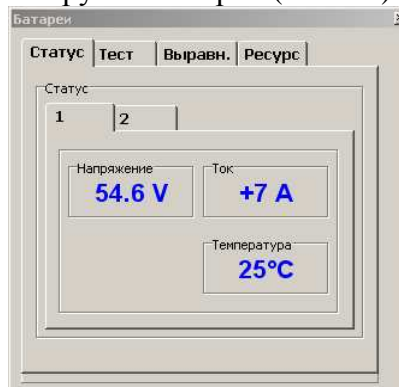 Батареи
Статус Тест Выравн. Ресурс
Статус
1 2
Напряжение Ток
54.6 V +7 A
Температура
25°C